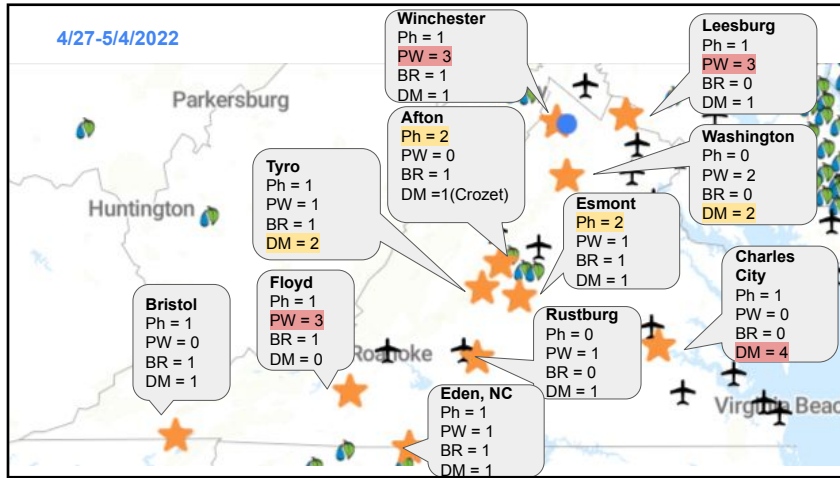 4/27-5/4/2022
Winchester
Ph = 1
PW = 3
BR = 1
DM = 1
Leesburg
Ph = 1
PW = 3
BR = 0
DM = 1
Parkersburg
Afton
Ph = 2
PW = 0
BR = 1
DM =1(Crozet)
Washington
Ph = 0
PW = 2
BR = 0
DM = 2
Tyro
Ph = 1
PW = 1
BR = 1
DM = 2
Huntington
Esmont
Ph = 2
PW = 1
BR = 1
DM = 1
Charles
City
Ph = 1
PW = 0
BR = 0
DM = 4
Floyd
Ph = 1
PW = 3
BR = 1
DM = 0
Bristol
Ph = 1
PW = 0
BR = 1
DM = 1
Roanoke
Rustburg
Ph = 0
PW = 1
BR = 0
DM = 1
Eden, NC
Ph = 1
PW = 1
BR = 1
DM = 1